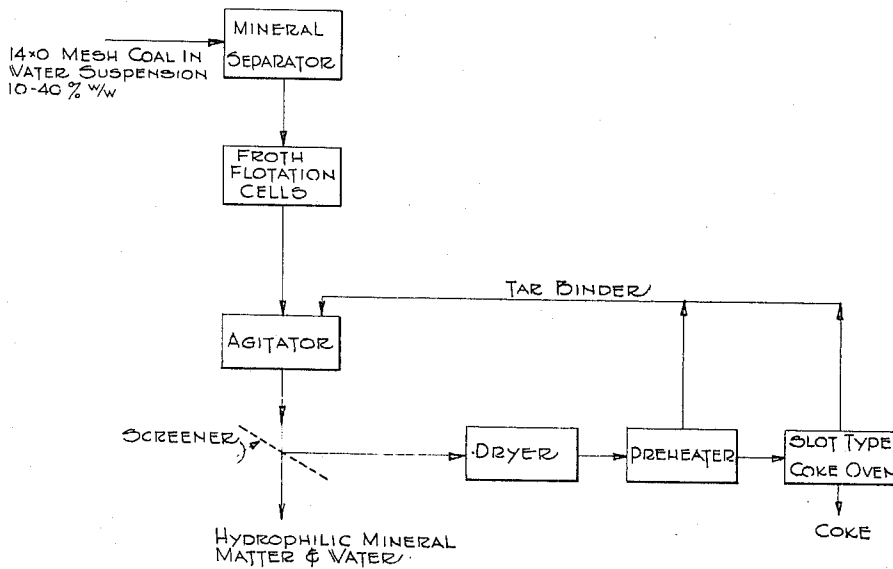 MINERAL
SEPARATOR
14×0 MESH COAL IN
WATER SUSPENSION
10-40 % w/w
FROTH
FLOTATION
CELLS
TAR BINDER
AGITATOR
SCREENER
DRYER
PREHEATER
SLOT TYPE
COKE OVEN
COKE
HYDROPHILIC MINERAL
MATTER & WATER